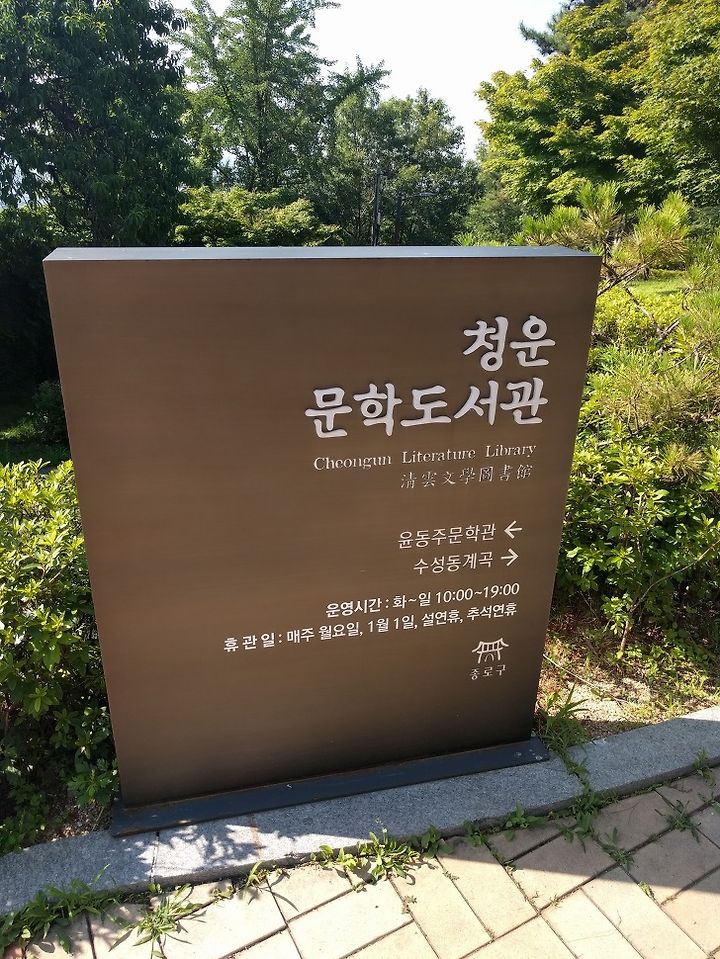 청운
문학도서관
Cheongun Literature Library
淸雲文學圖書館
윤동주문학관 ←
수성동계곡 →
운영시간 : 화~일 10:00~19:00
휴 관 일 : 매주 월요일, 1월 1일, 설연휴, 추석연휴
종로구